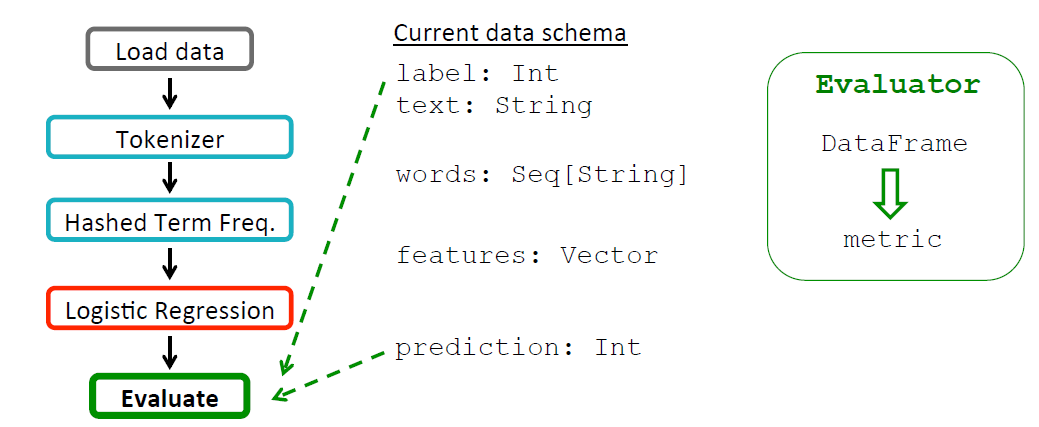 Load data
Tokenizer
Hashed Term Freq.
Logistic Regression
Evaluate
Current data schema
label: Int
text: String
words: Seq[String]
features: Vector
prediction: Int
Evaluator
DataFrame
metric